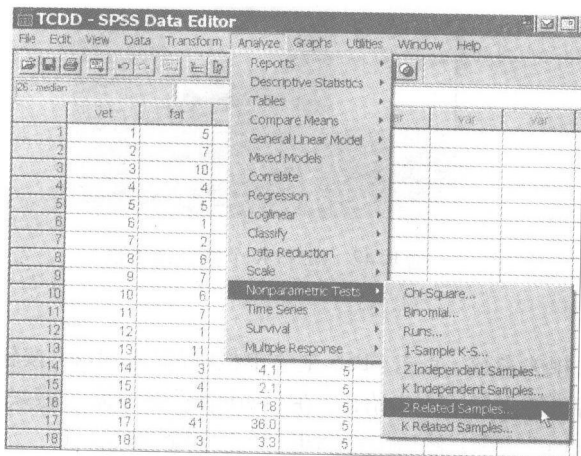 TCDD - SPSS Data Editor
File Edit View Data Transform Analyze Graphs Utilities Window Help
26 : median
vet fat var var
1 1 5
2 2 7
3 3 10
4 4 4
5 5 5
6 6 1
7 7 2
8 8 6
9 9 7
10 10 6
11 11 7
12 12 1
13 13 11
14 14 3 4.1 5
15 15 4 2.1 5
16 16 4 1.8 5
17 17 41 36.0 5
18 18 3 3.3 5
Reports
Descriptive Statistics
Tables
Compare Means
General Linear Model
Mixed Models
Correlate
Regression
Loglinear
Classify
Data Reduction
Scale
Nonparametric Tests
Time Series
Survival
Multiple Response
Chi-Square...
Binomial...
Runs...
1-Sample K-S...
2 Independent Samples...
K Independent Samples...
2 Related Samples...
K Related Samples...